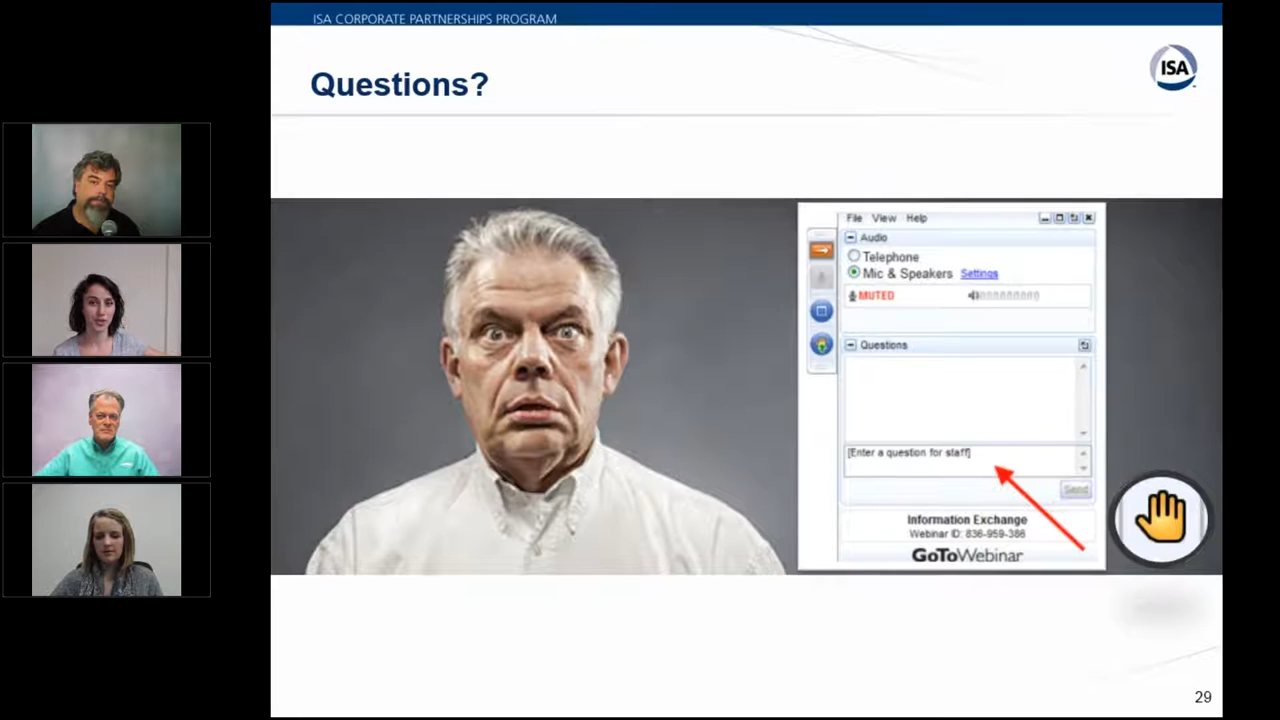 ISA CORPORATE PARTNERSHIPS PROGRAM
ISA
Questions?
File View Help
Audio
Telephone
Mic & Speakers Settings
MUTED
Questions
[Enter a question for staff]
Send
Information Exchange
Webinar ID: 836-959-386
GoToWebinar
29